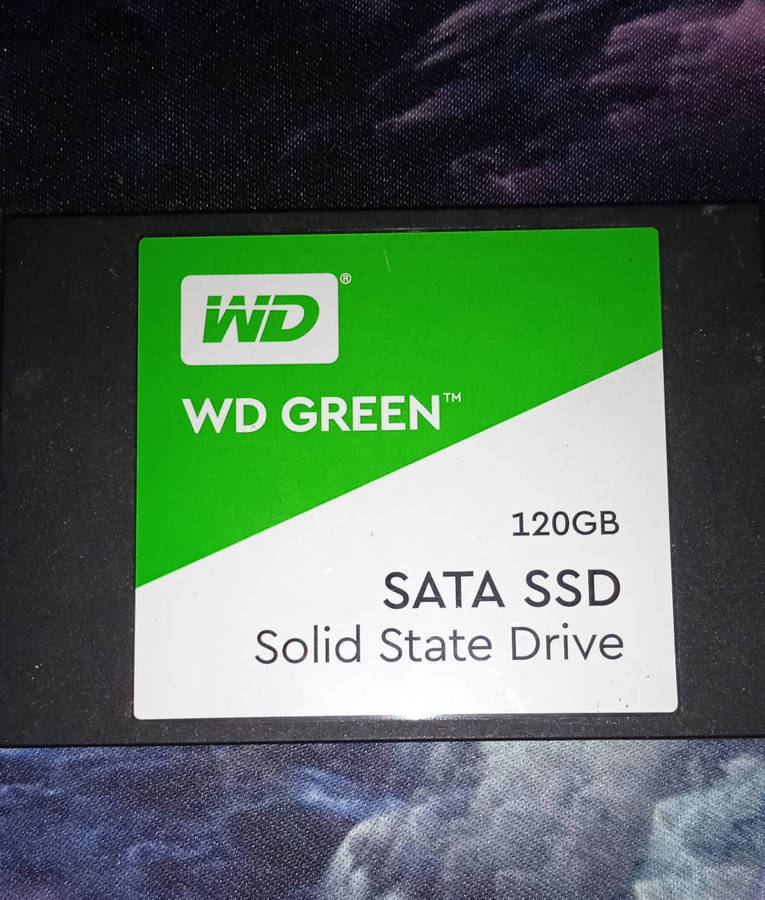 WD®
WD GREEN™
120GB
SATA SSD
Solid State Drive